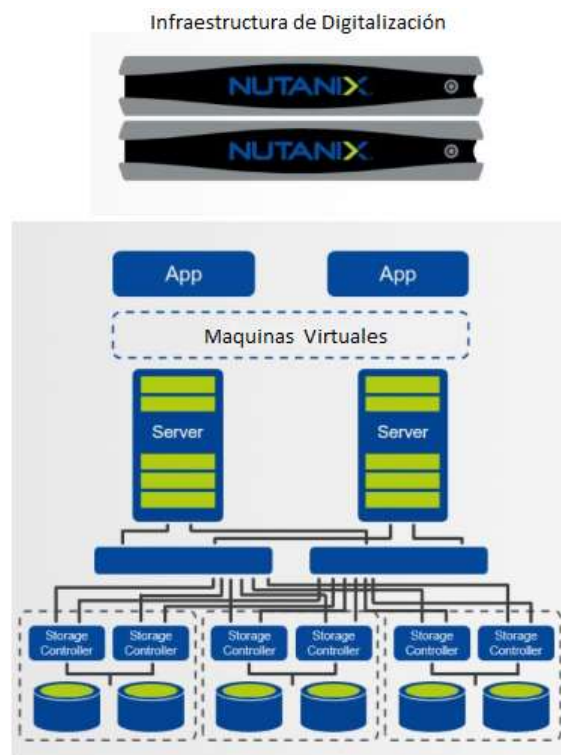 Infraestructura de Digitalización
NUTANIX
NUTANIX
App App
Maquinas Virtuales
Server Server
Storage Controller Storage Controller Storage Controller Storage Controller Storage Controller Storage Controller